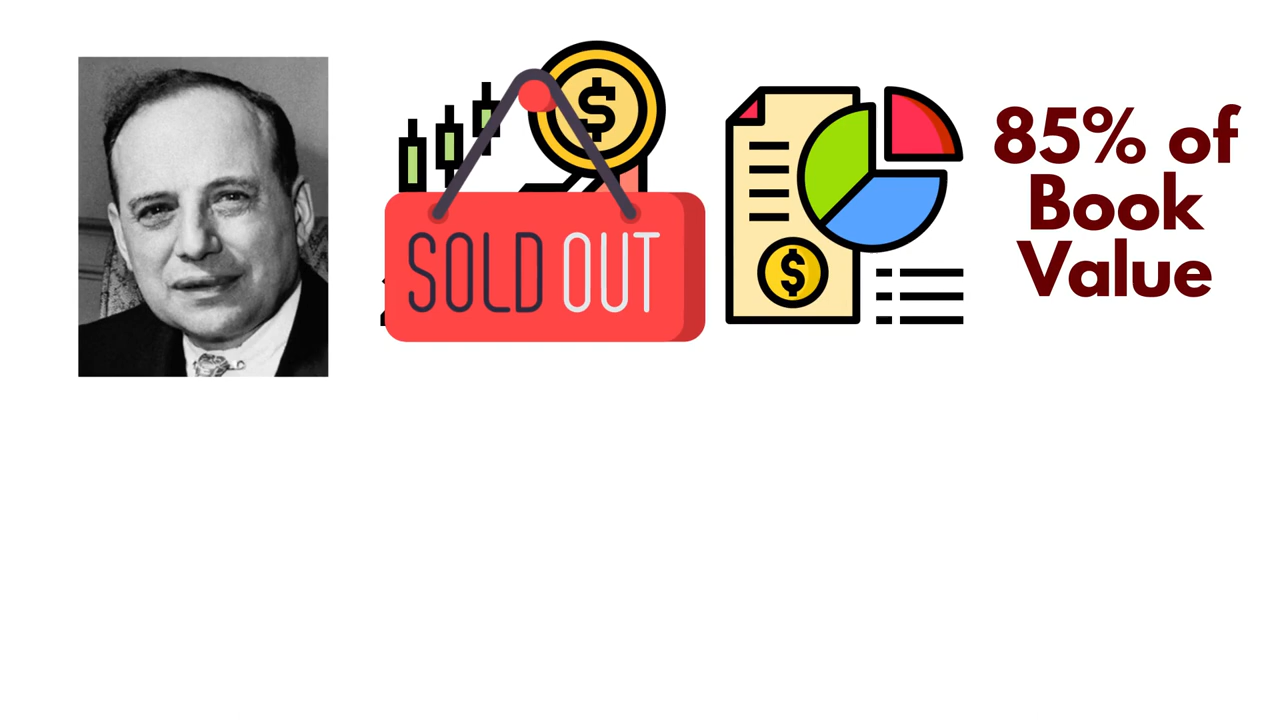 SOLD OUT
$
$
85% of
Book
Value